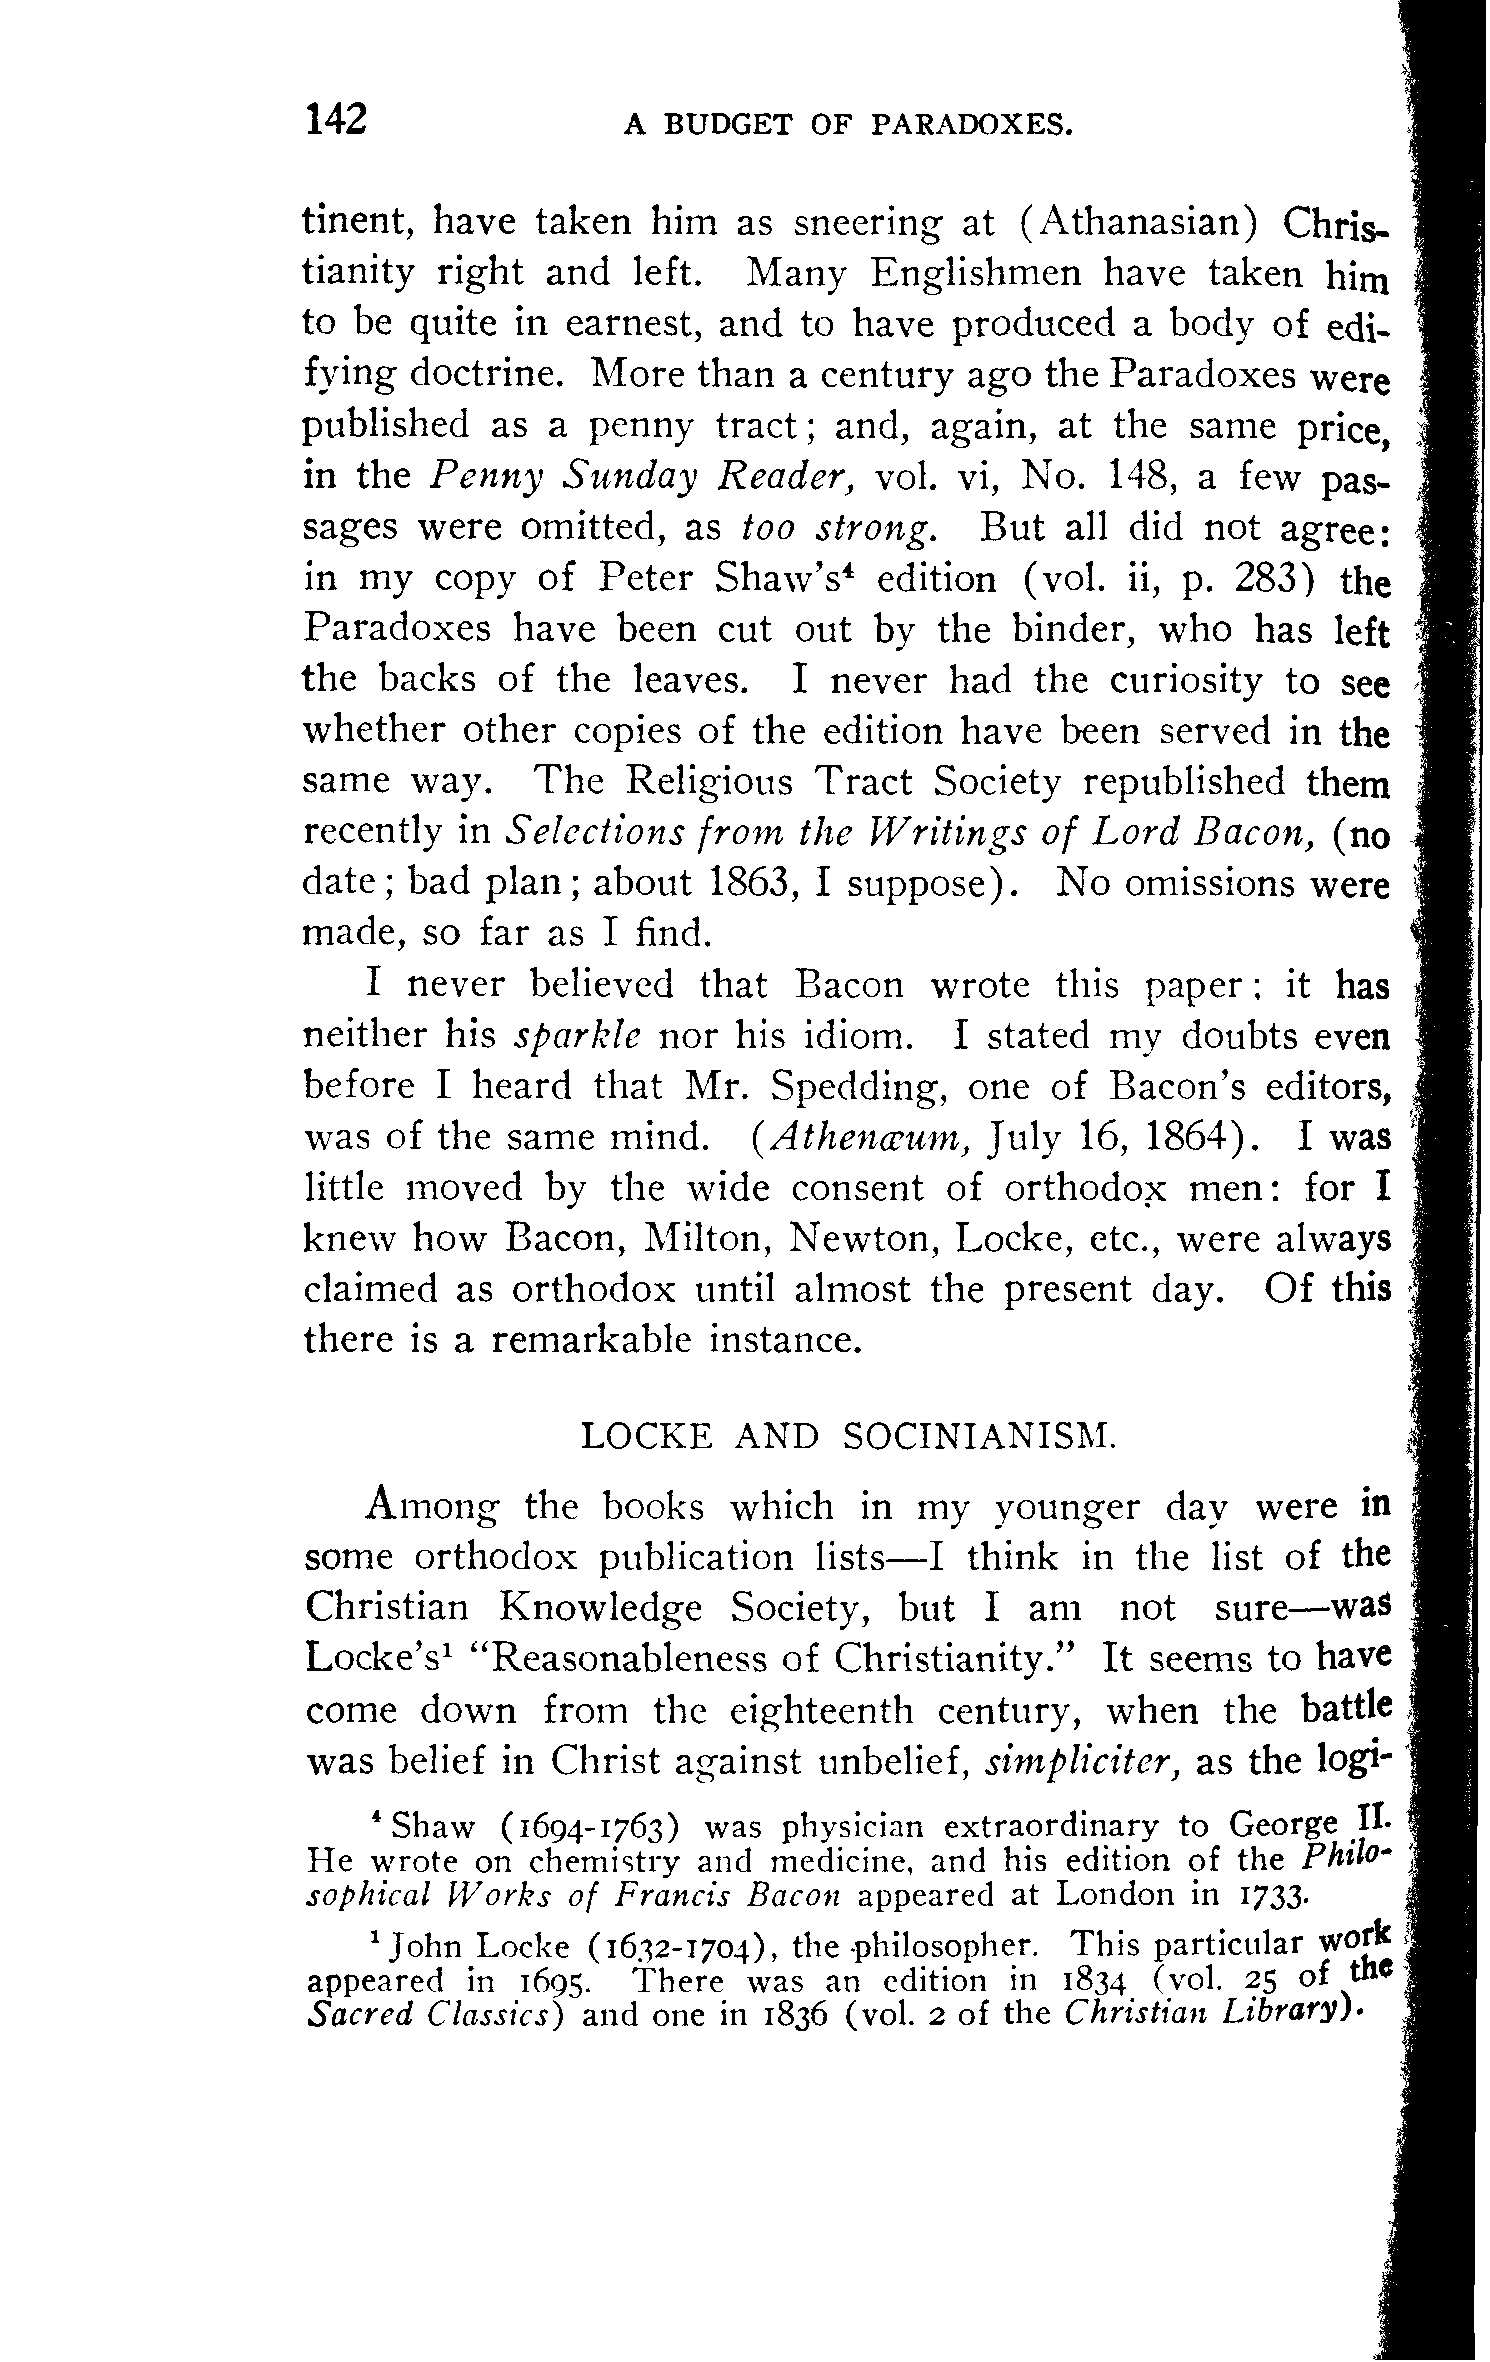 142
A BUDGET OF PARADOXES.
tinent, have taken him as sneering at (Athanasian) Chris-
tianity right and left. Many Englishmen have taken him
to be quite in earnest, and to have produced a body of edi-
fying doctrine. More than a century ago the Paradoxes were
published as a penny tract; and, again, at the same price,
in the Penny Sunday Reader, vol. vi, No. 148, a few pas-
sages were omitted, as too strong. But all did not agree:
in my copy of Peter Shaw's⁴ edition (vol. ii, p. 283) the
Paradoxes have been cut out by the binder, who has left
the backs of the leaves. I never had the curiosity to see
whether other copies of the edition have been served in the
same way. The Religious Tract Society republished them
recently in Selections from the Writings of Lord Bacon, (no
date; bad plan; about 1863, I suppose). No omissions were
made, so far as I find.
I never believed that Bacon wrote this paper; it has
neither his sparkle nor his idiom. I stated my doubts even
before I heard that Mr. Spedding, one of Bacon's editors,
was of the same mind. (Athenæum, July 16, 1864). I was
little moved by the wide consent of orthodox men: for I
knew how Bacon, Milton, Newton, Locke, etc., were always
claimed as orthodox until almost the present day. Of this
there is a remarkable instance.
LOCKE AND SOCINIANISM.
Among the books which in my younger day were in
some orthodox publication lists—I think in the list of the
Christian Knowledge Society, but I am not sure—was
Locke's¹ "Reasonableness of Christianity." It seems to have
come down from the eighteenth century, when the battle
was belief in Christ against unbelief, simpliciter, as the logi-
⁴ Shaw (1694-1763) was physician extraordinary to George II.
He wrote on chemistry and medicine, and his edition of the Philo-
sophical Works of Francis Bacon appeared at London in 1733.
¹ John Locke (1632-1704), the philosopher. This particular work
appeared in 1695. There was an edition in 1834 (vol. 25 of the
Sacred Classics) and one in 1836 (vol. 2 of the Christian Library).